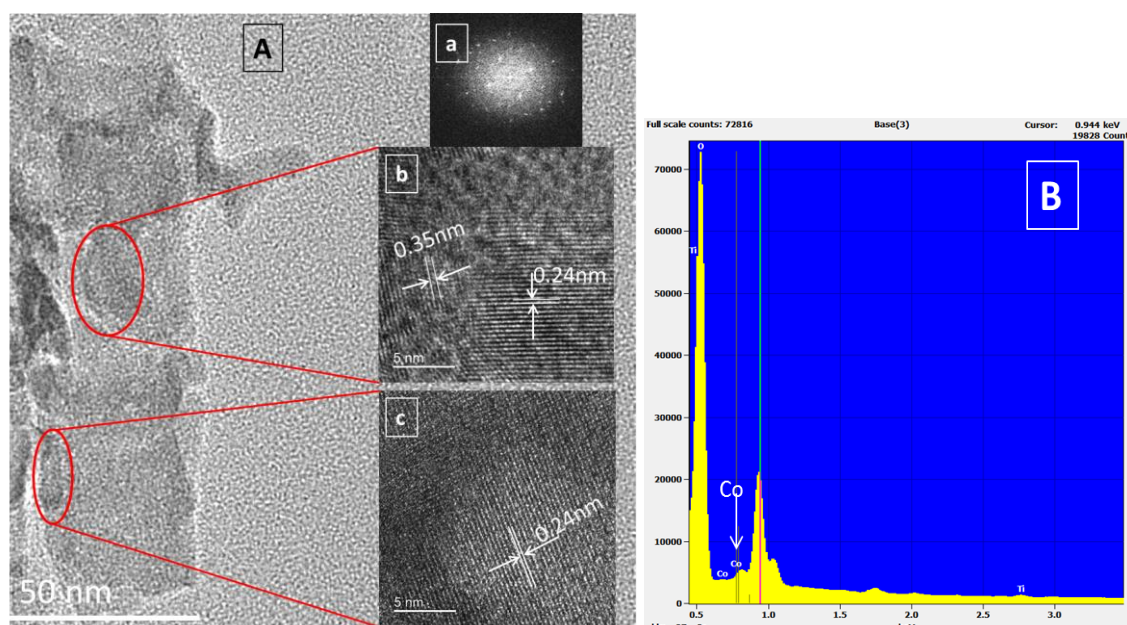 A
a
b
0.35nm
0.24nm
5 nm
c
0.24nm
5 nm
50 nm
Full scale counts: 72816
Base(3)
Cursor: 0.944 keV
19828 Count
B
O
70000
60000
Ti
50000
40000
30000
20000
Co
10000
Co
Co
Ti
0
0.5
1.0
1.5
2.0
2.5
3.0